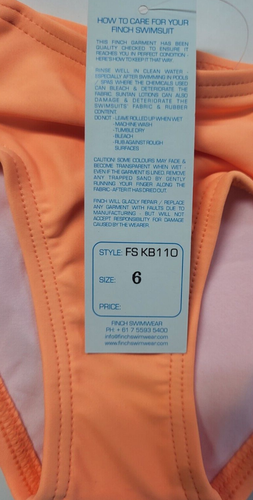 HOW TO CARE FOR YOUR
FINCH SWIMSUIT
THIS FINCH GARMENT HAS BEEN
QUALITY CHECKED TO ENSURE IT
REACHES YOU IN PERFECT CONDITION -
HERE'S HOW TO KEEP IT THAT WAY:
RINSE WELL IN CLEAN WATER -
ESPECIALLY AFTER SWIMMING IN POOLS
/ SPAS WHERE THE CHEMICALS USED
CAN BLEACH & DETERIORATE THE
FABRIC. SUNTAN LOTIONS CAN ALSO
DAMAGE & DETERIORATE THE
SWIMSUITS FABRIC & RUBBER
CONTENT.
DO NOT - LEAVE ROLLED UP WHEN WET
- MACHINE WASH
- TUMBLE DRY
- BLEACH
- RUB AGAINST ROUGH
SURFACES
CAUTION: SOME COLOURS MAY FADE &
BECOME TRANSPARENT WHEN WET -
EVEN IF THE GARMENT IS LINED. REMOVE
ANY TRAPPED SAND BY GENTLY
RUNNING YOUR FINGER ALONG THE
FABRIC - AFTER IT HAS DRIED OUT.
FINCH WILL GLADLY REPAIR / REPLACE
ANY GARMENT WITH FAULTS DUE TO
MANUFACTURING - BUT WILL NOT
ACCEPT RESPONSIBILITY FOR DAMAGE
CAUSED BY THE WEARER.
STYLE: FS KB110
SIZE: 6
PRICE:
FINCH SWIMWEAR
PH: + 61 7 5593 5400
info@finchswimwear.com
www.finchswimwear.com